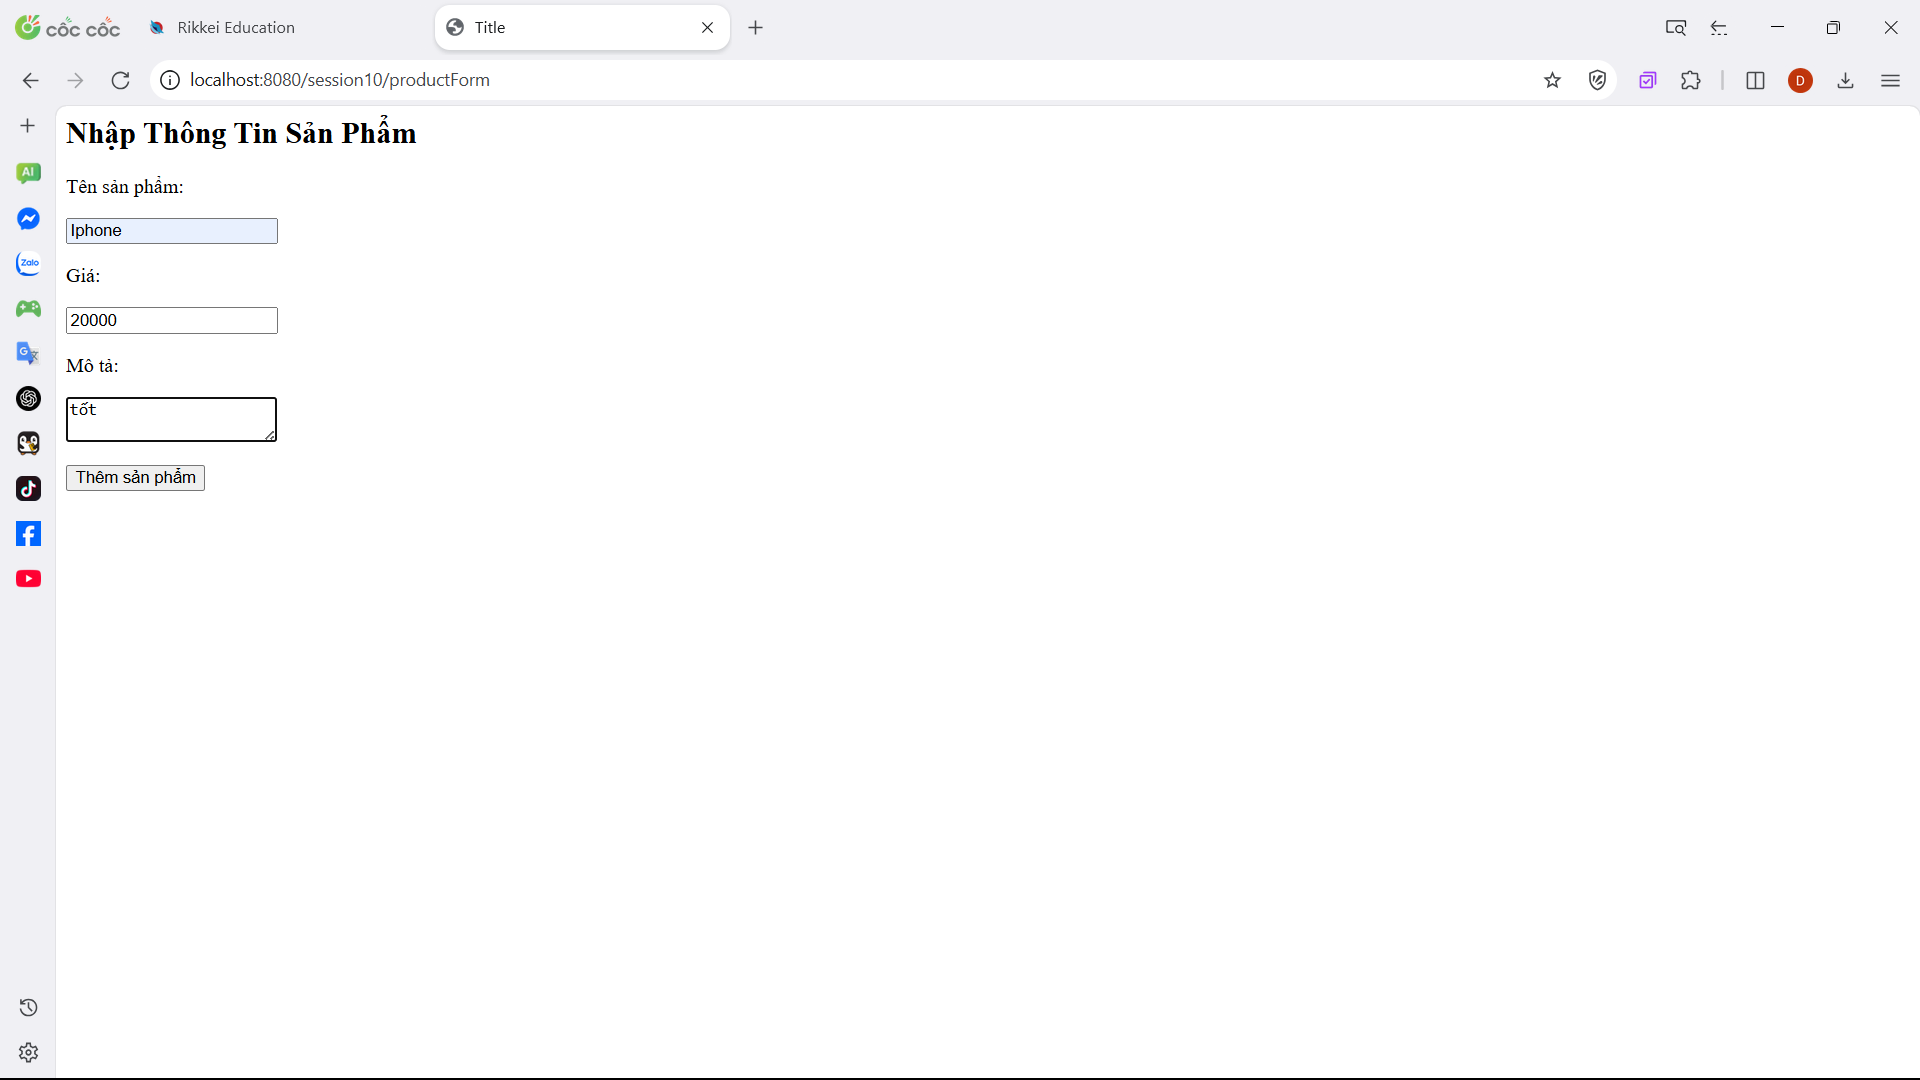 cốc cốc
Rikkei Education
Title
localhost:8080/session10/productForm
D
Nhập Thông Tin Sản Phẩm
AI
Tên sản phẩm:
Iphone
Zalo
Giá:
20000
G
Mô tả:
tốt
Thêm sản phẩm